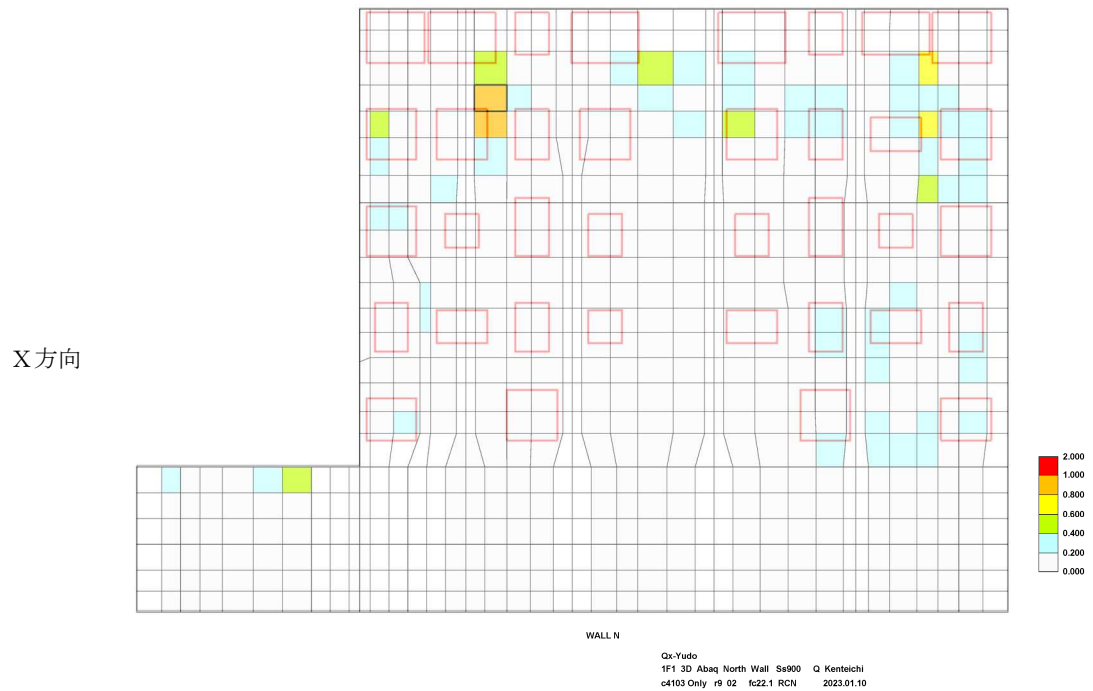 X方向
2.000
1.000
0.800
0.600
0.400
0.200
0.000
WALL N
Qx-Yudo
1F1 3D Abaq North Wall Ss900 Q Kenteichi
c4103 Only r9 02 fc22.1 RCN 2023.01.10